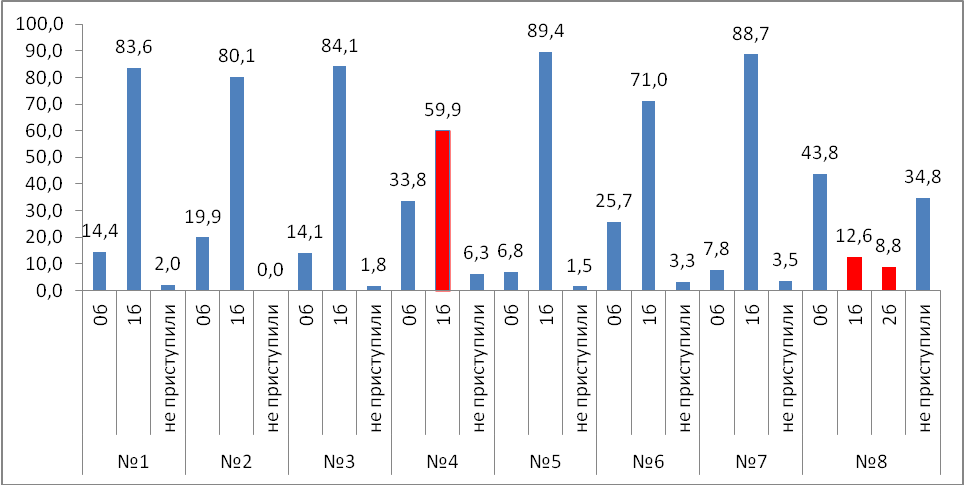 100,0
90,0
80,0
70,0
60,0
50,0
40,0
30,0
20,0
10,0
0,0
14,4
83,6
2,0
19,9
80,1
0,0
14,1
84,1
1,8
33,8
59,9
6,3
6,8
89,4
1,5
25,7
71,0
3,3
7,8
88,7
3,5
43,8
12,6
8,8
34,8
0б
1б
не приступили
0б
1б
не приступили
0б
1б
не приступили
0б
1б
не приступили
0б
1б
не приступили
0б
1б
не приступили
0б
1б
не приступили
0б
1б
2б
не приступили
№1
№2
№3
№4
№5
№6
№7
№8